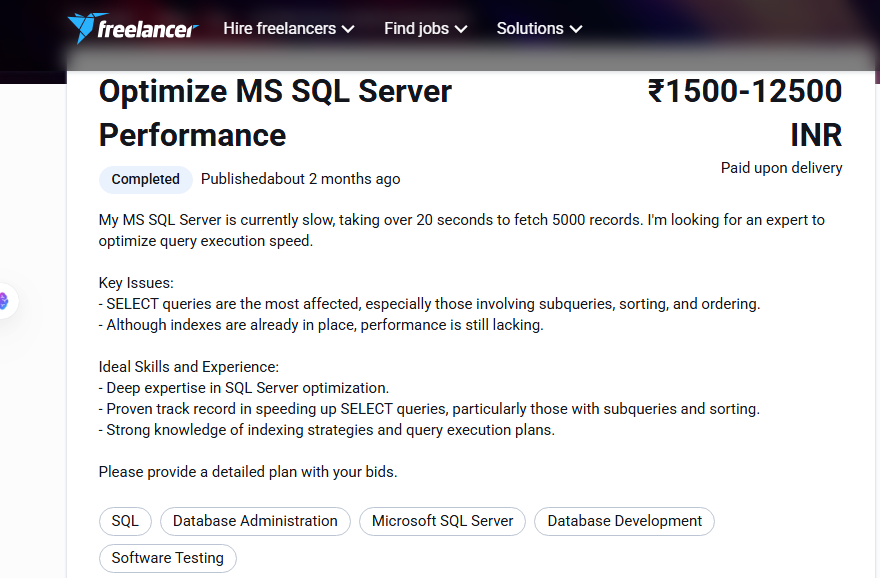 freelancer Hire freelancers Find jobs Solutions
Optimize MS SQL Server ₹1500-12500
Performance INR
Completed Publishedabout 2 months ago Paid upon delivery
My MS SQL Server is currently slow, taking over 20 seconds to fetch 5000 records. I'm looking for an expert to
optimize query execution speed.
Key Issues:
- SELECT queries are the most affected, especially those involving subqueries, sorting, and ordering.
- Although indexes are already in place, performance is still lacking.
Ideal Skills and Experience:
- Deep expertise in SQL Server optimization.
- Proven track record in speeding up SELECT queries, particularly those with subqueries and sorting.
- Strong knowledge of indexing strategies and query execution plans.
Please provide a detailed plan with your bids.
SQL Database Administration Microsoft SQL Server Database Development
Software Testing